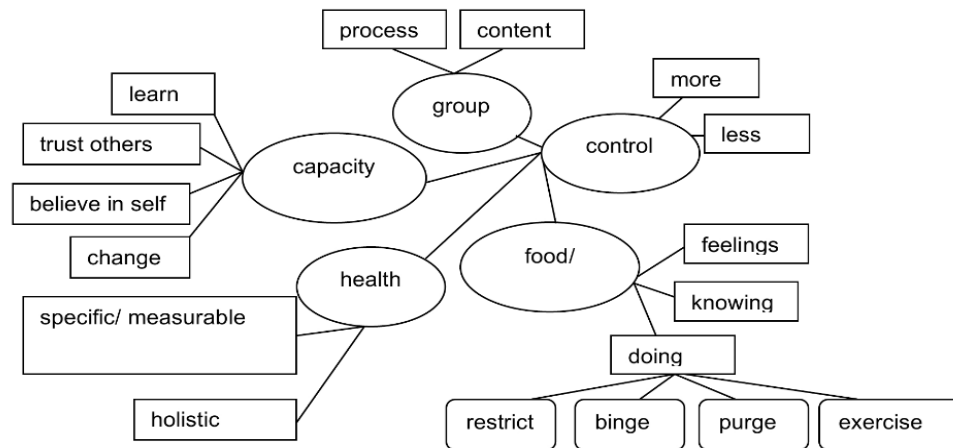 process
content
group
more
less
control
learn
trust others
believe in self
change
capacity
health
specific/ measurable
holistic
food/
feelings
knowing
doing
restrict
binge
purge
exercise